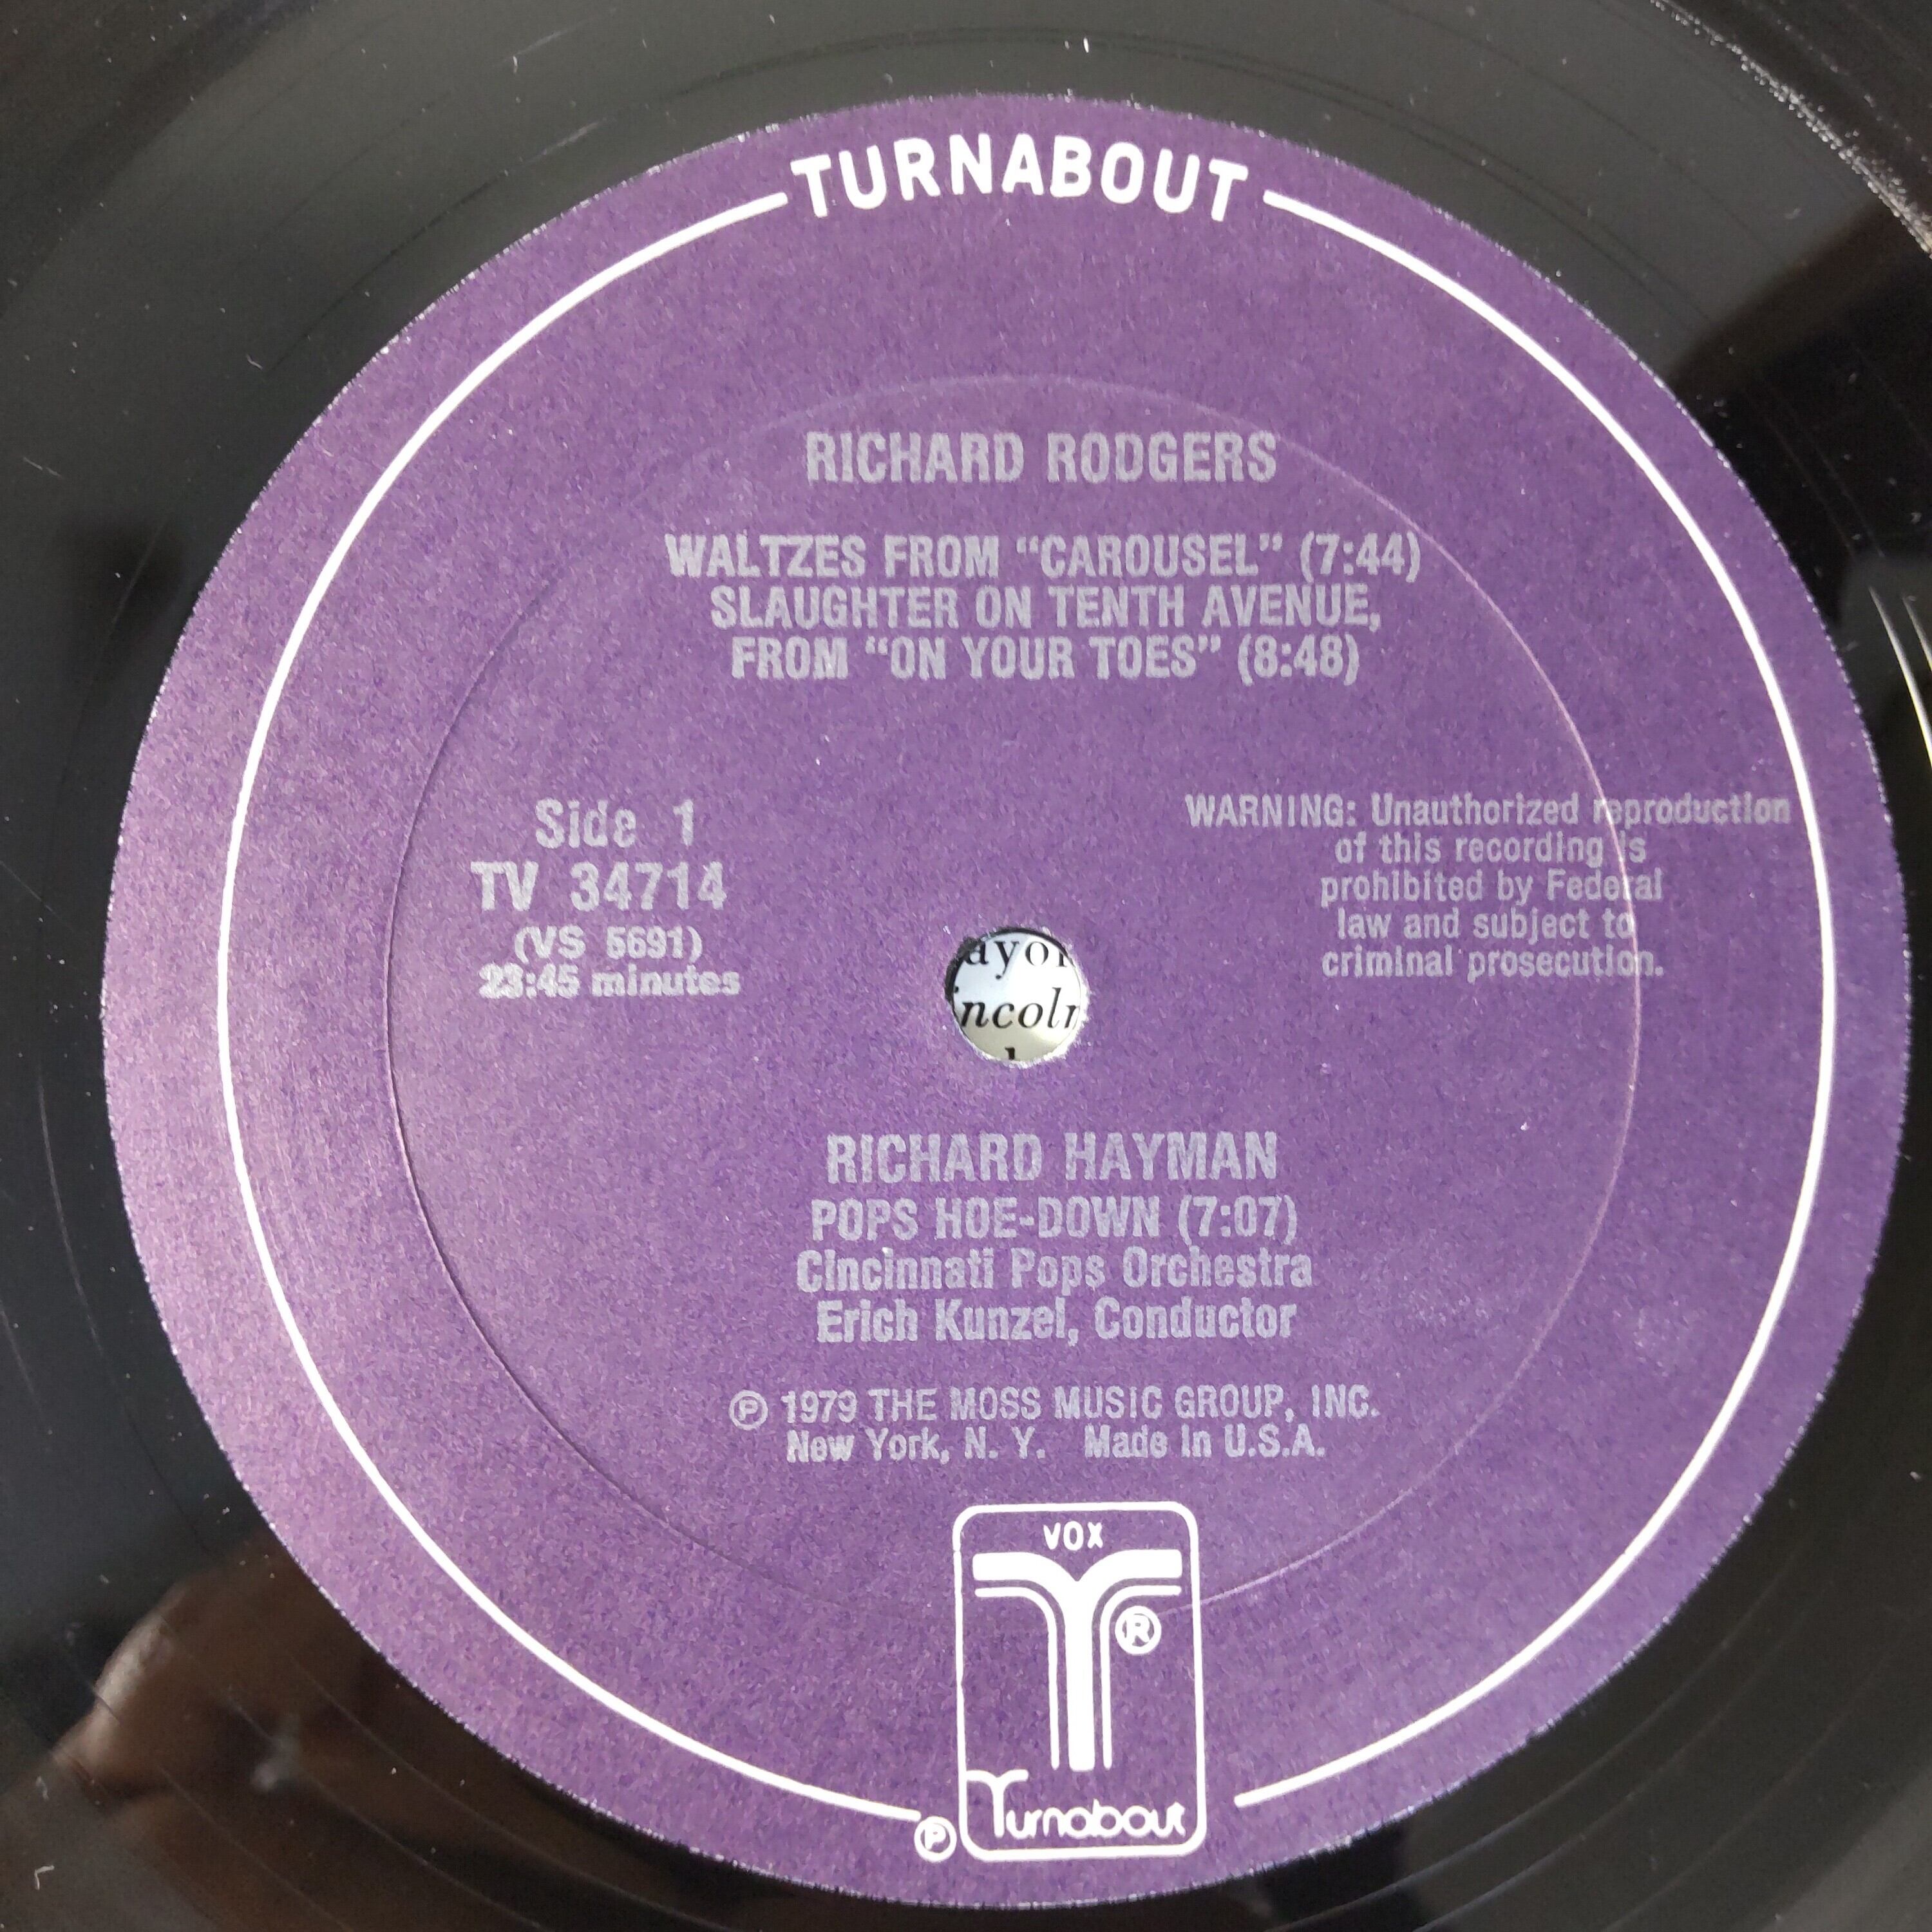 TURNABOUT
RICHARD RODGERS
WALTZES FROM “CAROUSEL” (7:44)
SLAUGHTER ON TENTH AVENUE,
FROM “ON YOUR TOES” (8:48)
Side 1
TV 34714
(VS 5691)
23:45 minutes
WARNING: Unauthorized reproduction
of this recording is
prohibited by Federal
law and subject to
criminal prosecution.
RICHARD HAYMAN
POPS HOE-DOWN (7:07)
Cincinnati Pops Orchestra
Erich Kunzel, Conductor
℗ 1979 THE MOSS MUSIC GROUP, INC.
New York, N. Y. Made in U.S.A.
VOX
®
Turnabout
℗